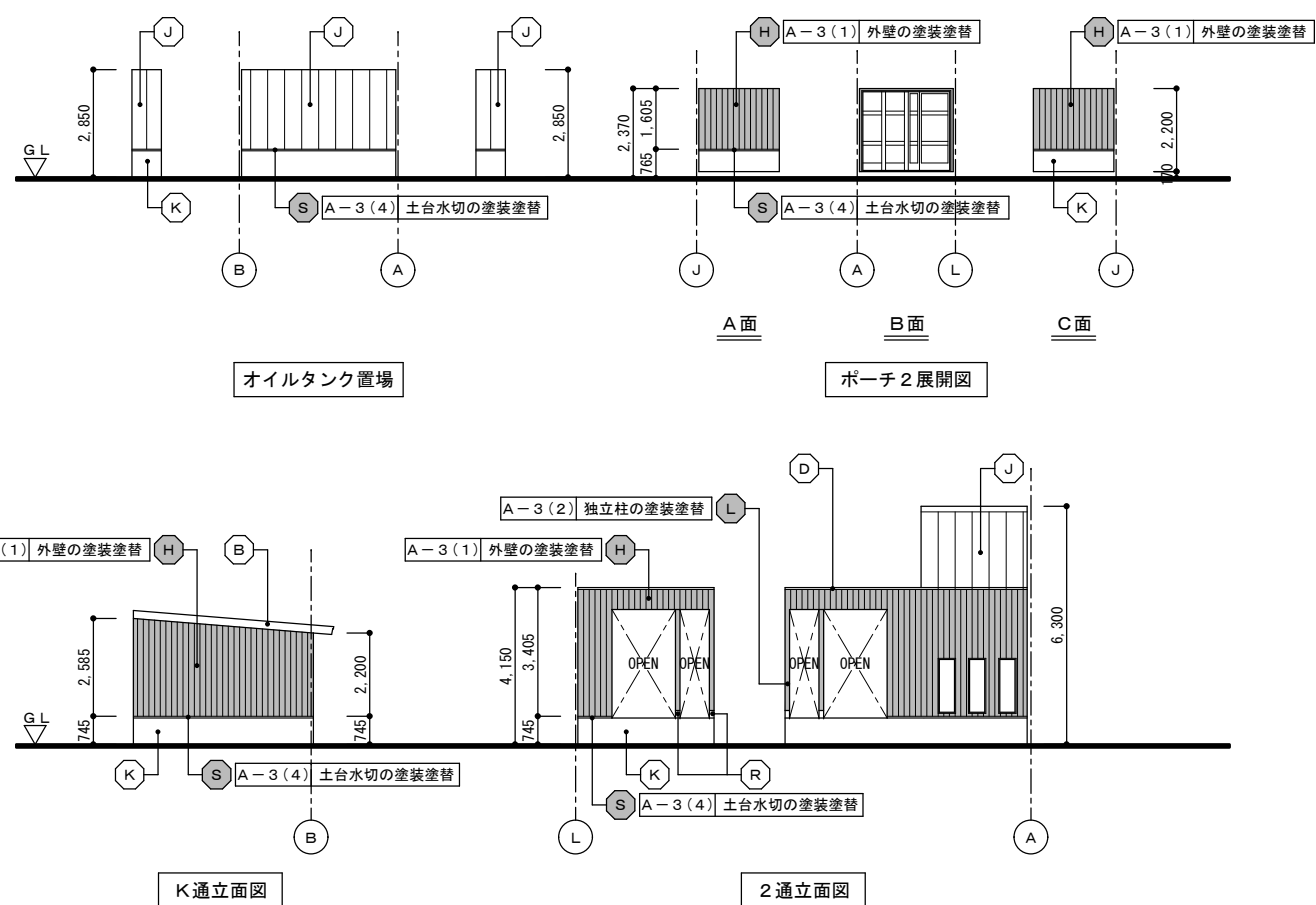 J
J
J
H A-3(1) 外壁の塗装塗替
H A-3(1) 外壁の塗装塗替
2,850
2,850
2,370
1,605
765
2,200
170
GL
K
S A-3(4) 土台水切の塗装塗替
S A-3(4) 土台水切の塗装塗替
K
B
A
J
A
L
J
A面
B面
C面
オイルタンク置場
ポーチ2展開図
D
J
A-3(2) 独立柱の塗装塗替 L
(1) 外壁の塗装塗替 H
B
A-3(1) 外壁の塗装塗替 H
2,585
745
2,200
745
4,150
3,405
745
6,300
OPEN
OPEN
OPEN
OPEN
GL
K
S A-3(4) 土台水切の塗装塗替
K
R
S A-3(4) 土台水切の塗装塗替
B
L
A
K通立面図
2通立面図